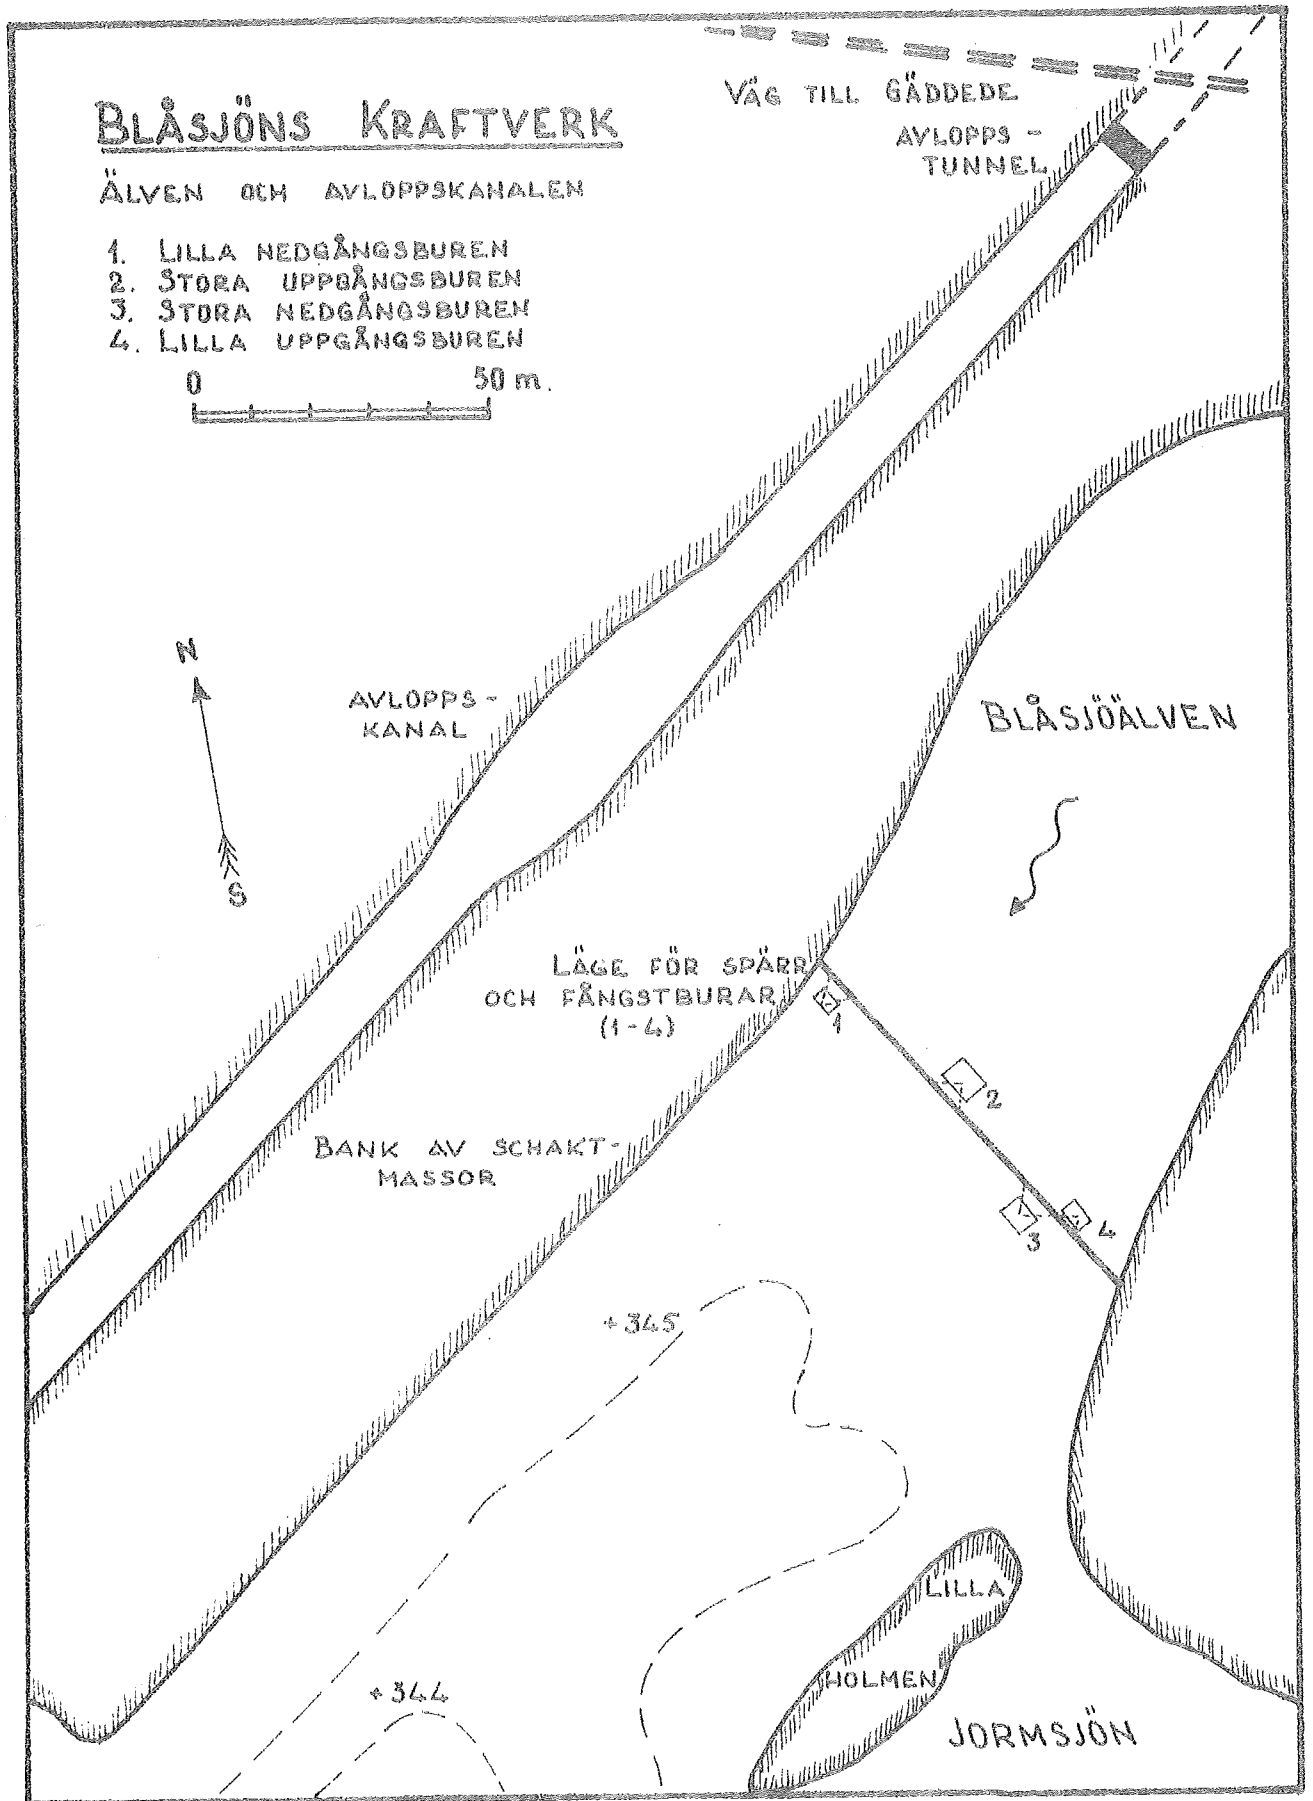 BLÅSJÖNS KRAFTVERK
ÄLVEN OCH AVLOPPSKANALEN
1. LILLA NEDGÅNGSBUREN
2. STORA UPPGÅNGSBUREN
3. STORA NEDGÅNGSBUREN
4. LILLA UPPGÅNGSBUREN
0 50 m.
VÄG TILL GÄDDEDE
AVLOPPS-
TUNNEL
N
S
AVLOPPS-
KANAL
BLÅSJÖÄLVEN
LÄGE FÖR SPÄRR
OCH FÅNGSTBURAR
(1-4)
1
2
3
4
BANK AV SCHAKT-
MASSOR
+345
+344
LILLA
HOLMEN
JORMSJÖN